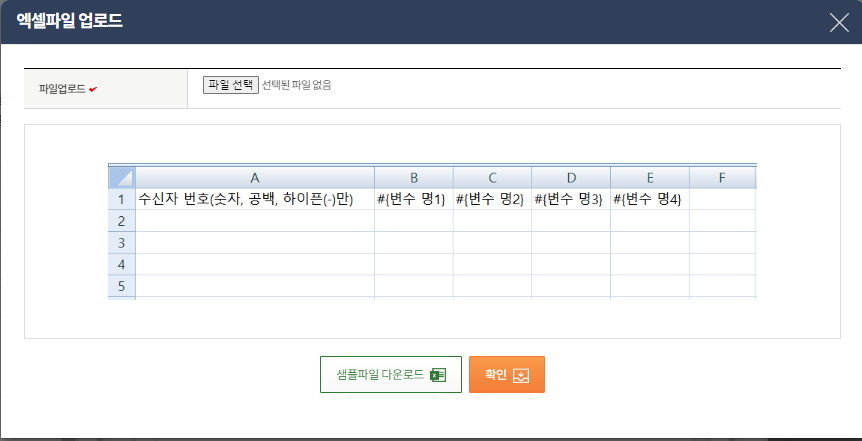 엑셀파일 업로드
파일업로드
파일 선택 선택된 파일 없음
A B C D E F
1 수신자 번호(숫자, 공백, 하이픈(-)만) #{변수 명1} #{변수 명2} #{변수 명3} #{변수 명4}
2
3
4
5
샘플파일 다운로드
확인